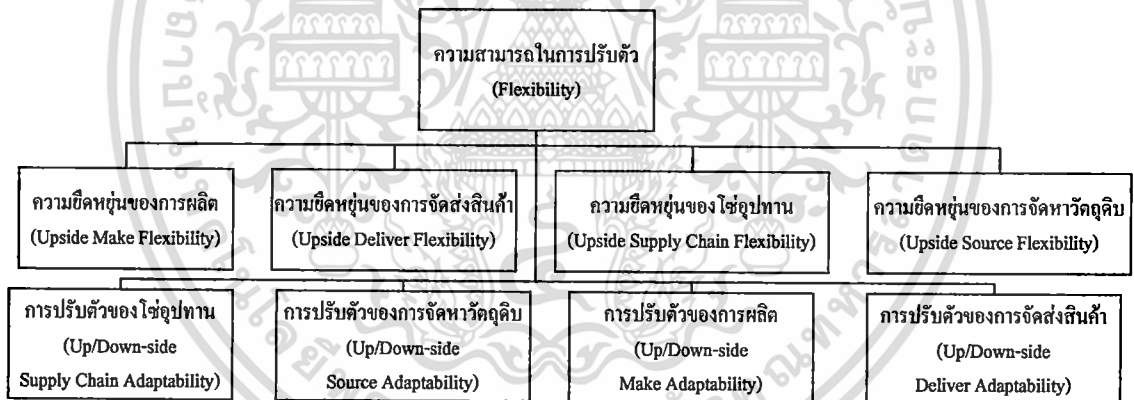 ความสามารถในการปรับตัว
(Flexibility)
ความยืดหยุ่นของการผลิต
(Upside Make Flexibility)
ความยืดหยุ่นของการจัดส่งสินค้า
(Upside Deliver Flexibility)
ความยืดหยุ่นของโซ่อุปทาน
(Upside Supply Chain Flexibility)
ความยืดหยุ่นของการจัดหาวัตถุดิบ
(Upside Source Flexibility)
การปรับตัวของโซ่อุปทาน
(Up/Down-side
Supply Chain Adaptability)
การปรับตัวของการจัดหาวัตถุดิบ
(Up/Down-side
Source Adaptability)
การปรับตัวของการผลิต
(Up/Down-side
Make Adaptability)
การปรับตัวของการจัดส่งสินค้า
(Up/Down-side
Deliver Adaptability)